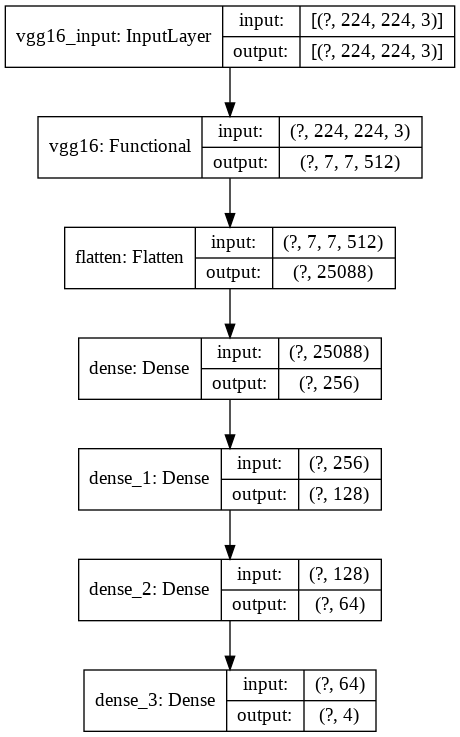 vgg16_input: InputLayer
input: [(?, 224, 224, 3)]
output: [(?, 224, 224, 3)]
vgg16: Functional
input: (?, 224, 224, 3)
output: (?, 7, 7, 512)
flatten: Flatten
input: (?, 7, 7, 512)
output: (?, 25088)
dense: Dense
input: (?, 25088)
output: (?, 256)
dense_1: Dense
input: (?, 256)
output: (?, 128)
dense_2: Dense
input: (?, 128)
output: (?, 64)
dense_3: Dense
input: (?, 64)
output: (?, 4)